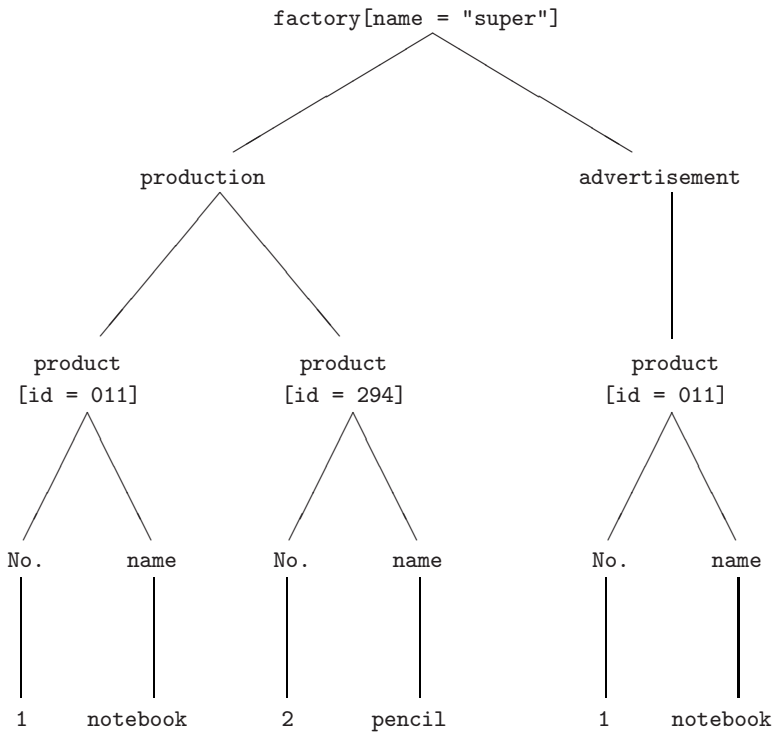 factory[name = "super"]
production advertisement
product product product
[id = 011] [id = 294] [id = 011]
No. name No. name No. name
1 notebook 2 pencil 1 notebook